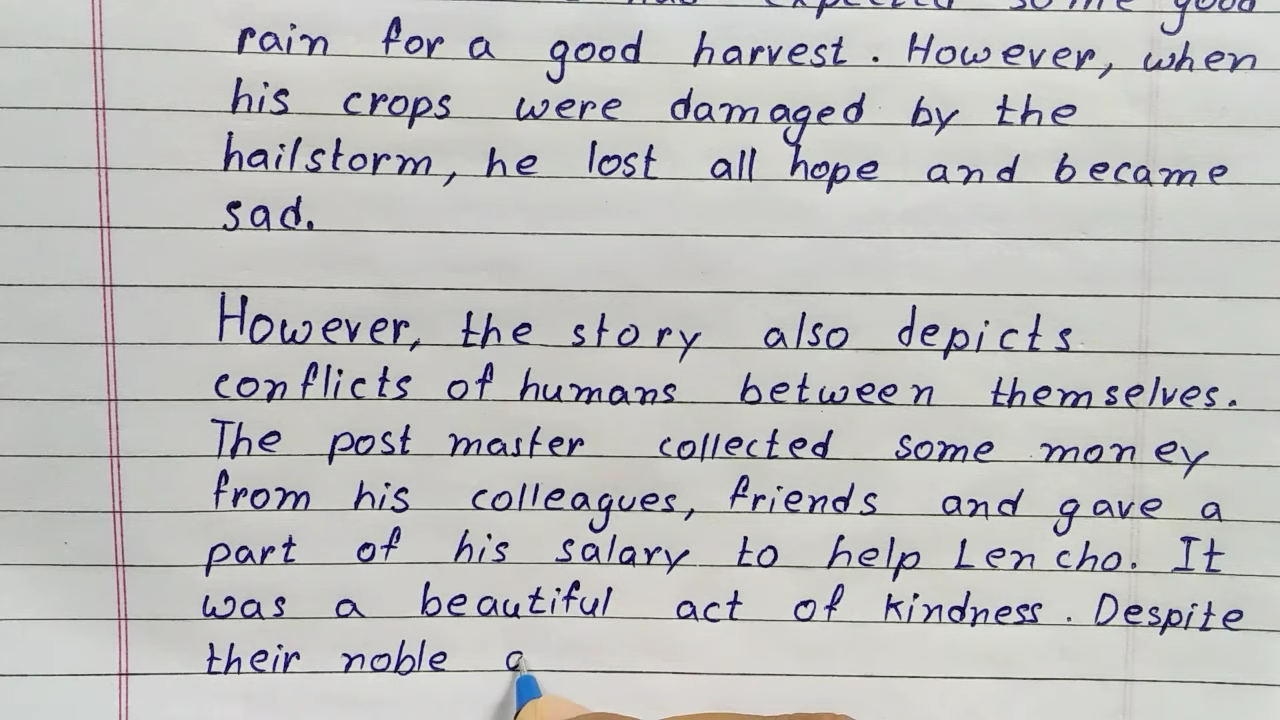 some good
rain for a good harvest. However, when
his crops were damaged by the
hailstorm, he lost all hope and became
sad.
However, the story also depicts
conflicts of humans between themselves.
The post master collected some money
from his colleagues, friends and gave a
part of his salary to help Lencho. It
was a beautiful act of kindness. Despite
their noble a